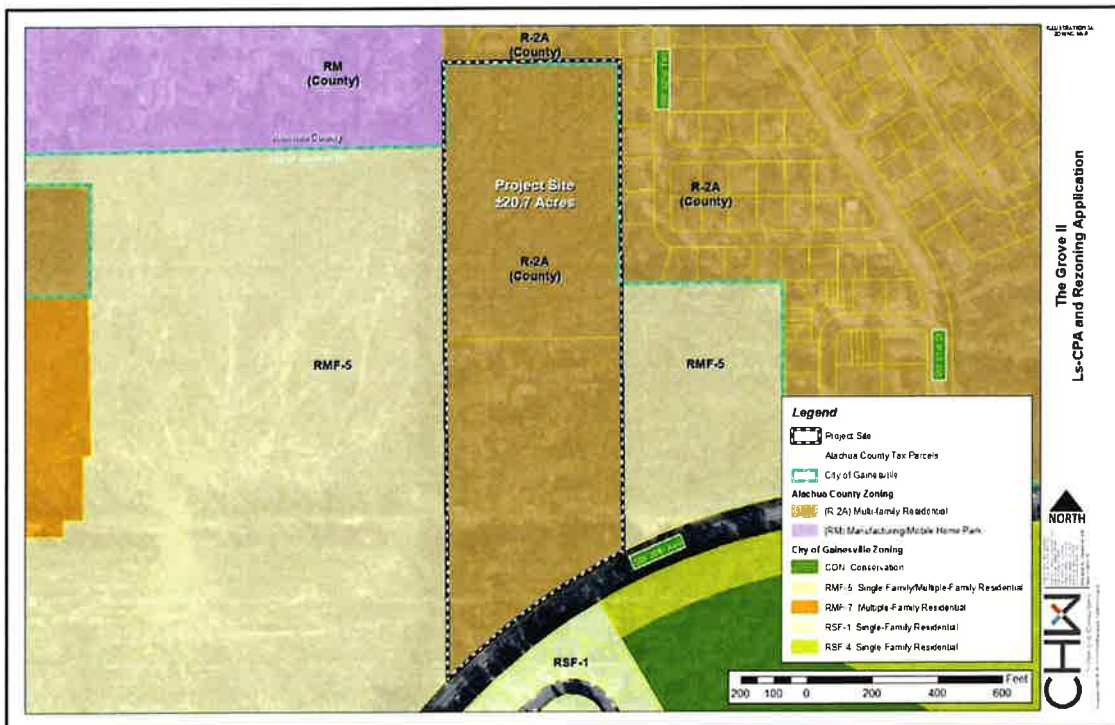 R-2A
(County)
RM
(County)
Alachua County
Project Site
±20.7 Acres
R-2A
(County)
R-2A
(County)
RMF-5
RMF-5
RSF-1
Legend
Project Site
Alachua County Tax Parcels
City of Gainesville
Alachua County Zoning
(R-2A) Multi-family Residential
(RM) Manufacturing/Mobile Home Park
City of Gainesville Zoning
CON Conservation
RMF-5 Single Family/Multiple-Family Residential
RMF-7 Multiple-Family Residential
RSF-1 Single-Family Residential
RSF-4 Single Family Residential
Feet
200 100 0 200 400 600
The Grove II
Ls-CPA and Rezoning Application
NORTH
CHW